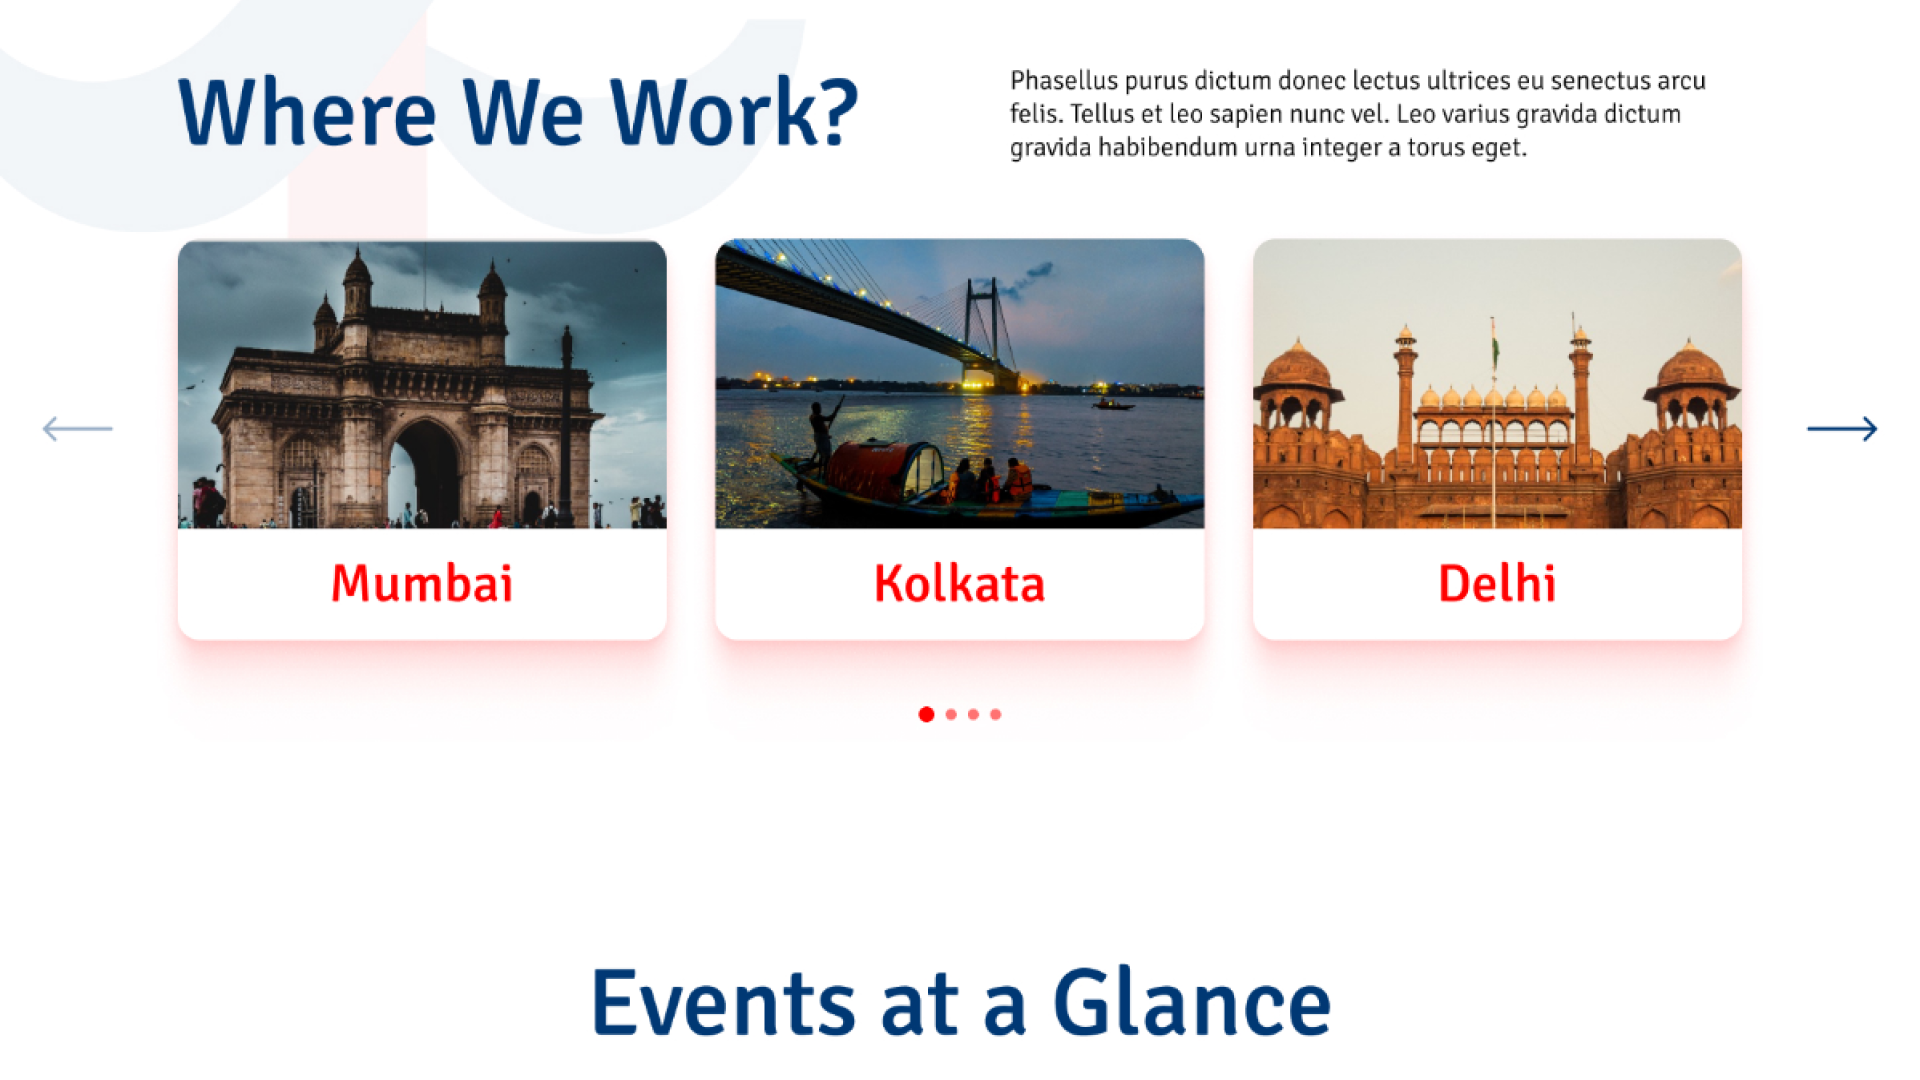 Where We Work?
Phasellus purus dictum donec lectus ultrices eu senectus arcu
felis. Tellus et leo sapien nunc vel. Leo varius gravida dictum
gravida habibendum urna integer a torus eget.
Mumbai
Kolkata
Delhi
Events at a Glance